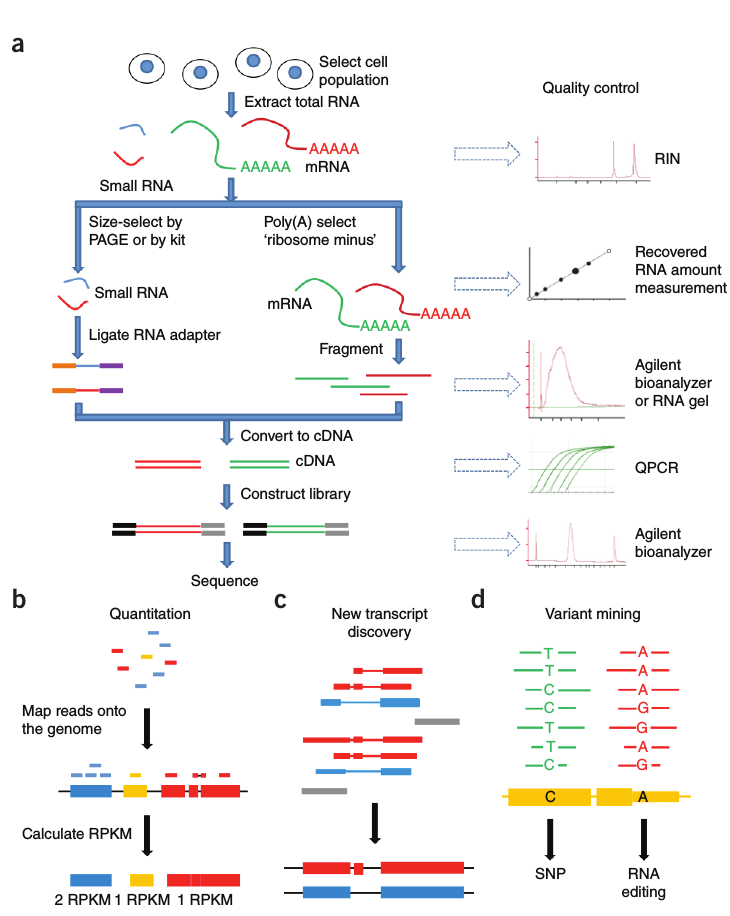 a
Select cell
population
Extract total RNA
Quality control
AAAAA
AAAAA
mRNA
RIN
Small RNA
Size-select by
PAGE or by kit
Poly(A) select
‘ribosome minus’
Recovered
RNA amount
measurement
Small RNA
mRNA
AAAAA
AAAAA
Ligate RNA adapter
Fragment
Agilent
bioanalyzer
or RNA gel
Convert to cDNA
cDNA
QPCR
Construct library
Agilent
bioanalyzer
Sequence
b
Quantitation
Map reads onto
the genome
Calculate RPKM
2 RPKM 1 RPKM 1 RPKM
c
New transcript
discovery
d
Variant mining
T A
T A
C A
C G
T G
T A
C G
C A
SNP
RNA
editing